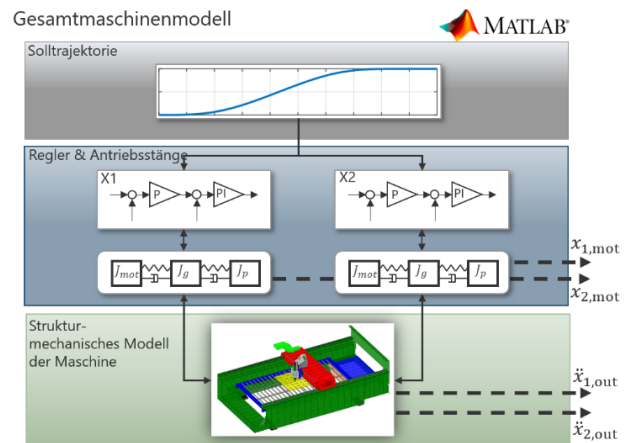 Gesamtmaschinenmodell
MATLAB®
Solltrajektorie
Regler & Antriebsstänge
X1
P
PI
X2
P
PI
J_mot J_g J_p
J_mot J_g J_p
x_1,mot
x_2,mot
Struktur-
mechanisches Modell
der Maschine
ẍ_1,out
ẍ_2,out